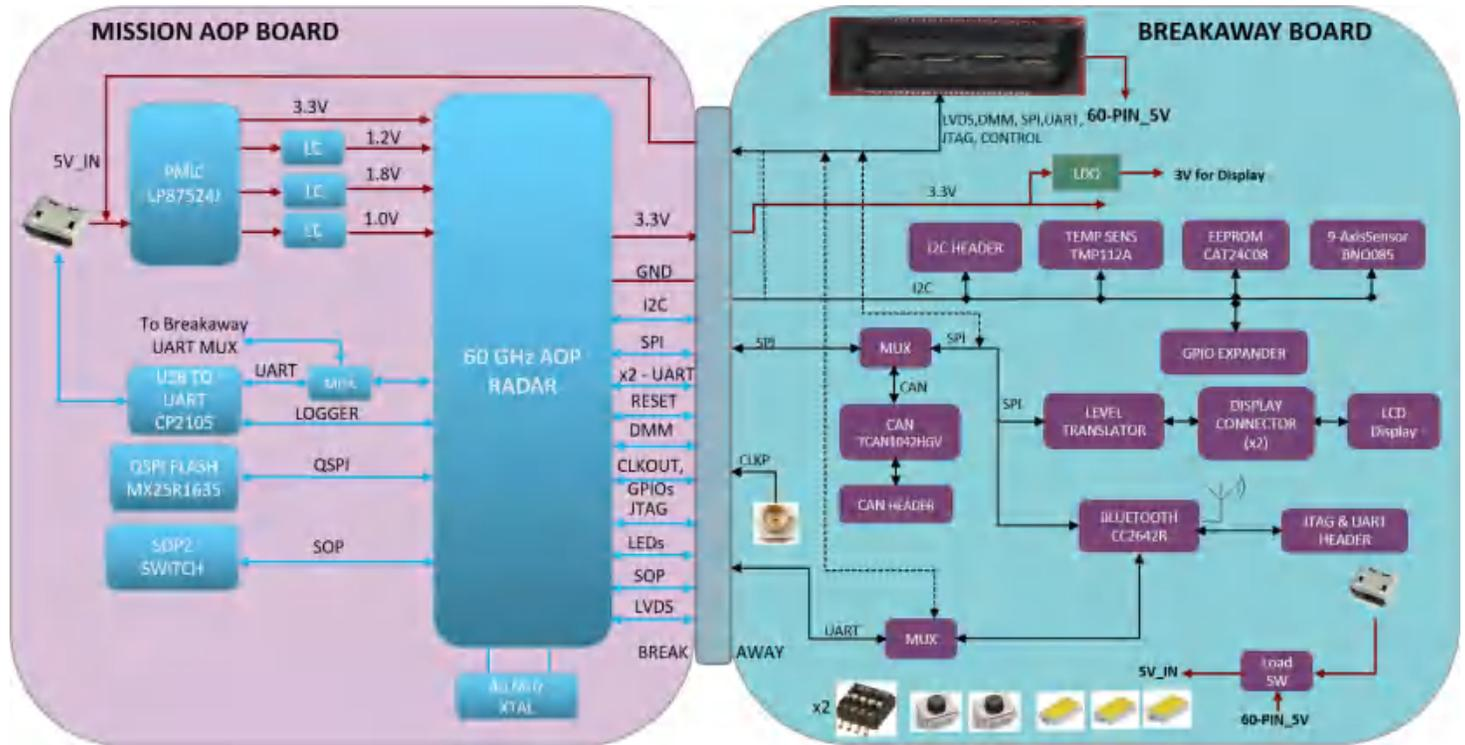 MISSION AOP BOARD
BREAKAWAY BOARD
5V_IN
PMIC
LP87524J
3.3V
LC
1.2V
LC
1.8V
LC
1.0V
To Breakaway
UART MUX
USB TO
UART
CP2105
UART
MUX
LOGGER
QSPI FLASH
MX25R1635
QSPI
SOP2
SWITCH
SOP
60 GHz AOP
RADAR
XTAL
3.3V
GND
I2C
SPI
x2 - UART
RESET
DMM
CLKOUT,
GPIOs
JTAG
LEDs
SOP
LVDS
BREAK
AWAY
LVDS,DMM, SPI,UART,
JTAG, CONTROL
60-PIN_5V
3.3V
LDO
3V for Display
I2C HEADER
TEMP SENS
TMP112A
EEPROM
CAT24C08
9-AxisSensor
BNO085
I2C
GPIO EXPANDER
SPI
MUX
SPI
CAN
CAN
TCAN1042HGV
CAN HEADER
SPI
LEVEL
TRANSLATOR
DISPLAY
CONNECTOR
(x2)
LCD
Display
CLKP
BLUETOOTH
CC2642R
JTAG & UART
HEADER
UART
MUX
5V_IN
Load
SW
60-PIN_5V
x2